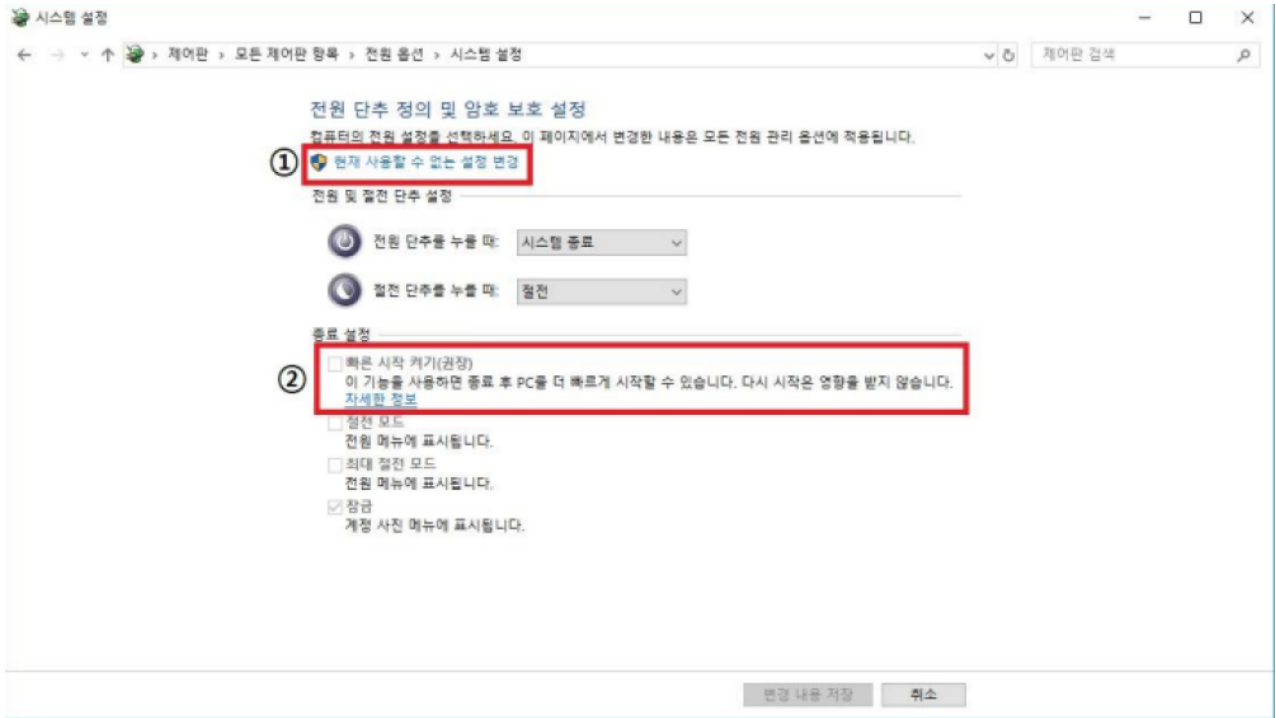 시스템 설정
제어판 › 모든 제어판 항목 › 전원 옵션 › 시스템 설정
제어판 검색
전원 단추 정의 및 암호 보호 설정
컴퓨터의 전원 설정을 선택하세요. 이 페이지에서 변경한 내용은 모든 전원 관리 옵션에 적용됩니다.
① 현재 사용할 수 없는 설정 변경
전원 및 절전 단추 설정
전원 단추를 누를 때: 시스템 종료
절전 단추를 누를 때: 절전
종료 설정
② 빠른 시작 켜기(권장)
이 기능을 사용하면 종료 후 PC를 더 빠르게 시작할 수 있습니다. 다시 시작은 영향을 받지 않습니다.
자세한 정보
절전 모드
전원 메뉴에 표시됩니다.
최대 절전 모드
전원 메뉴에 표시됩니다.
잠금
계정 사진 메뉴에 표시됩니다.
변경 내용 저장 취소